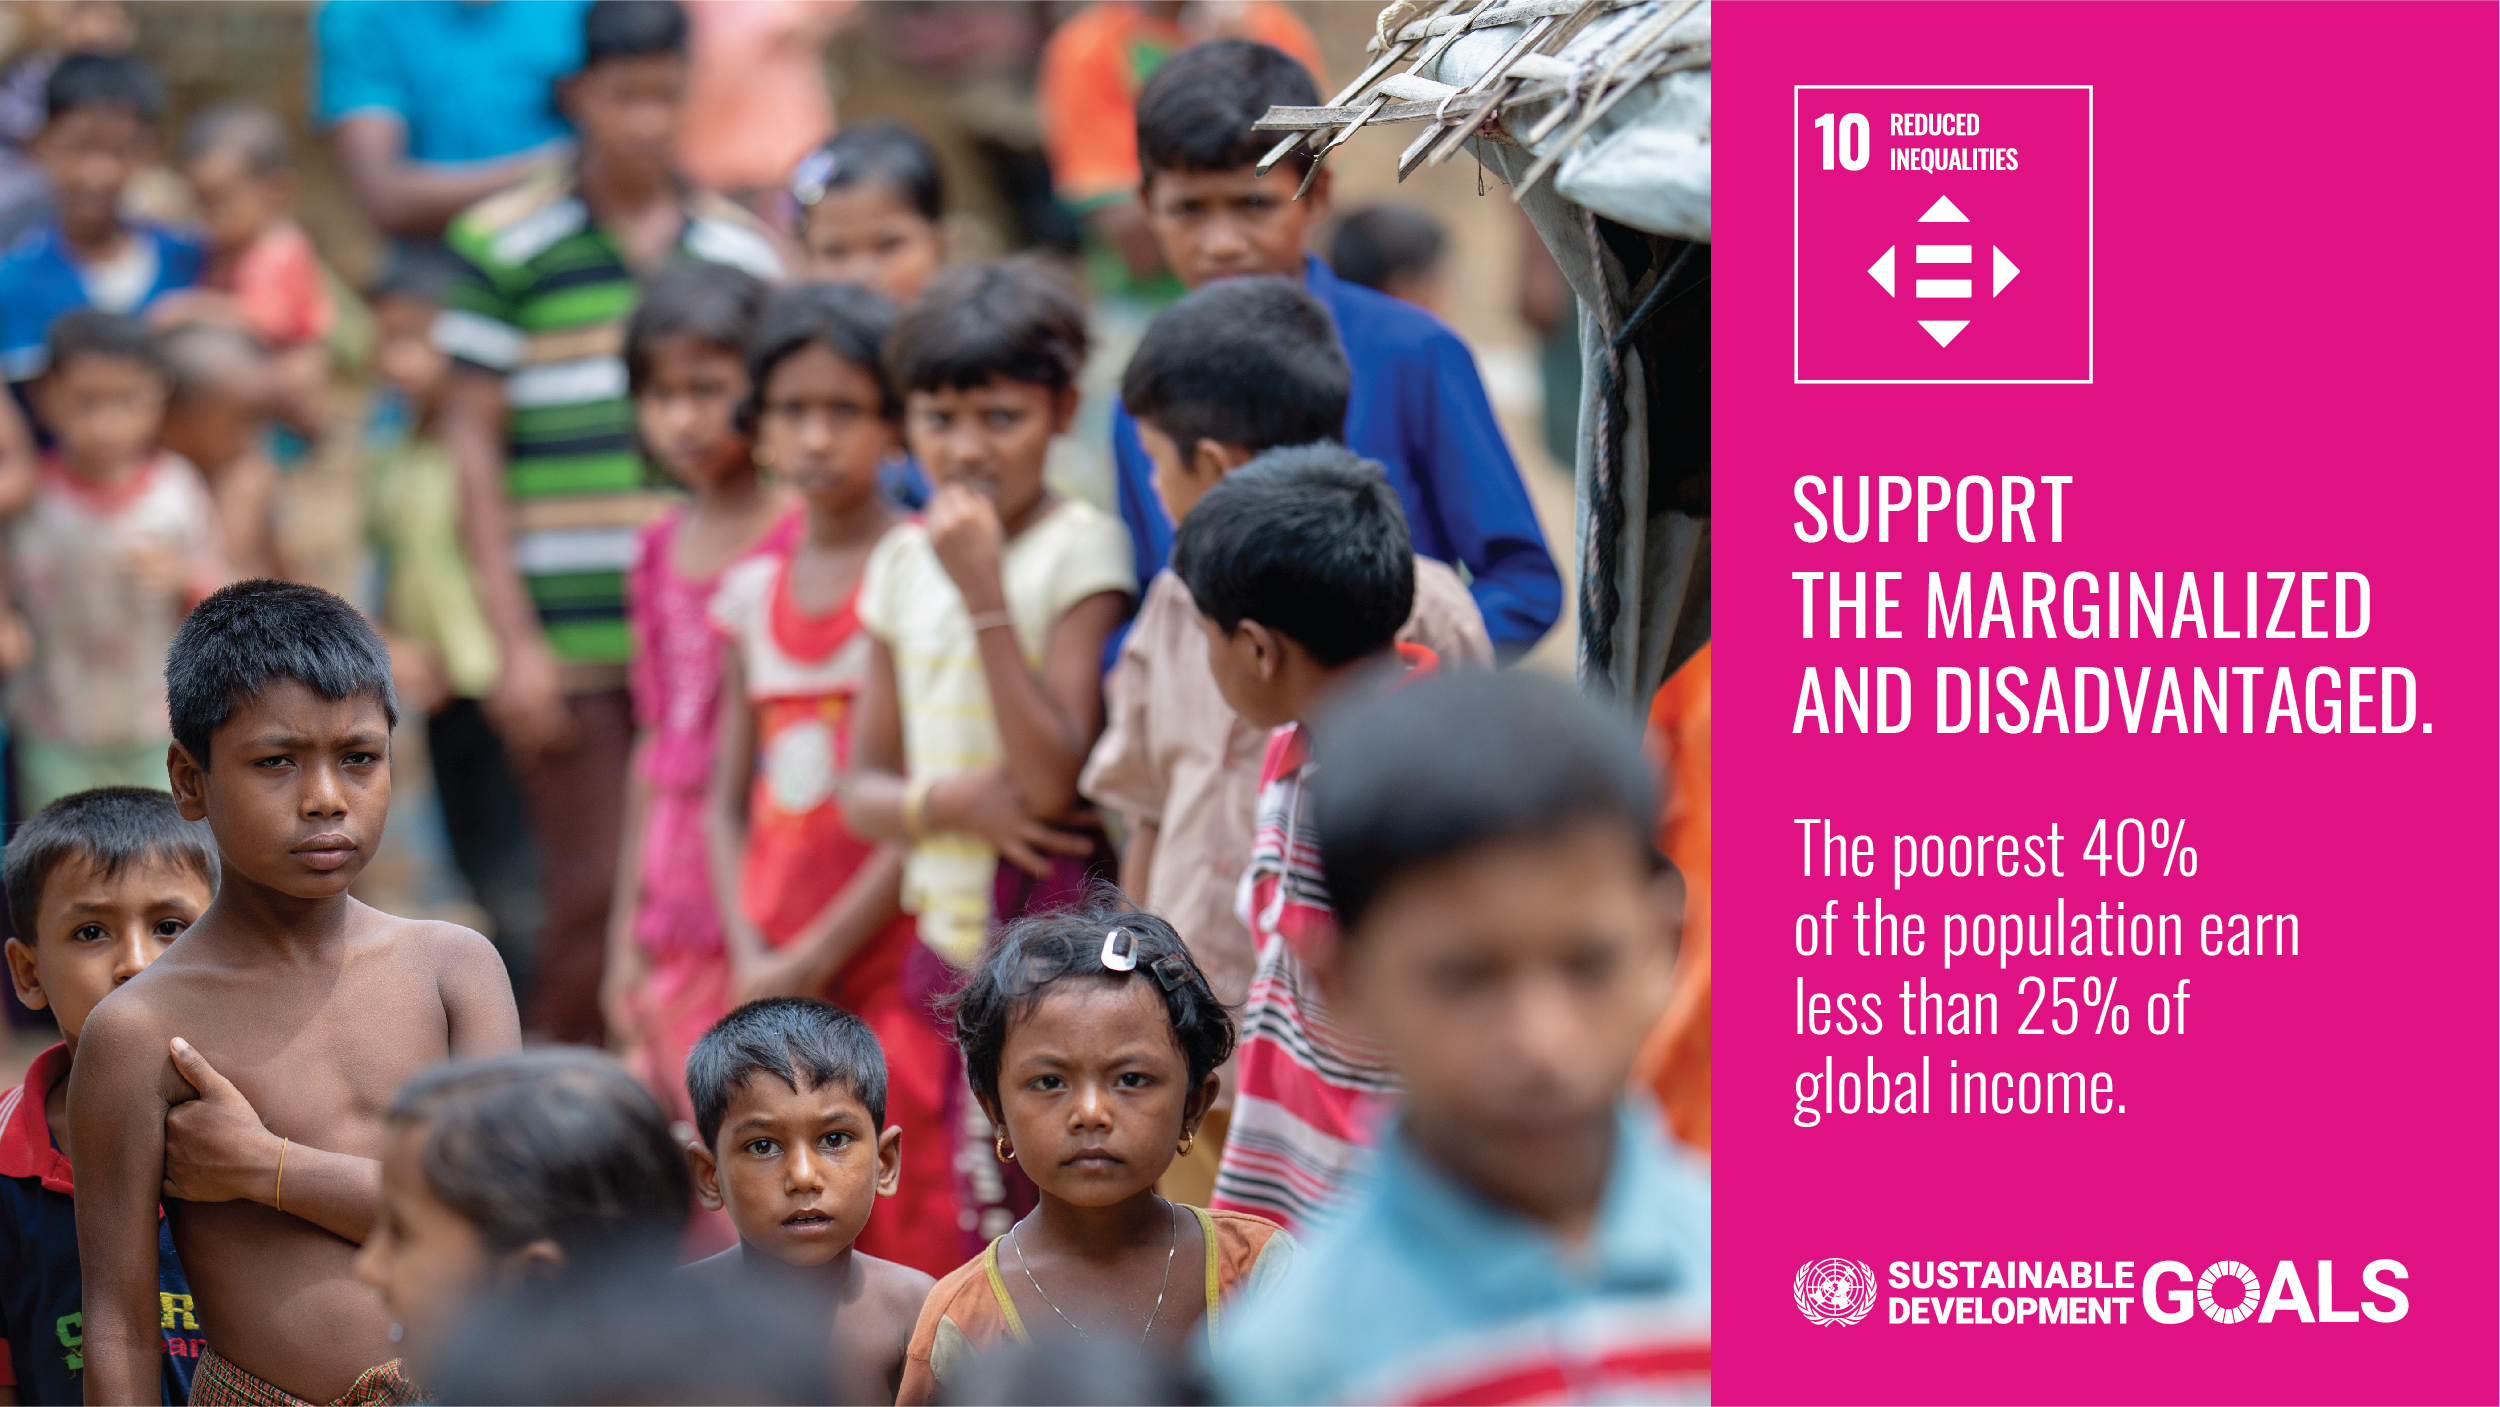 10 REDUCED
INEQUALITIES
SUPPORT
THE MARGINALIZED
AND DISADVANTAGED.
The poorest 40%
of the population earn
less than 25% of
global income.
SUSTAINABLE
DEVELOPMENT
GOALS